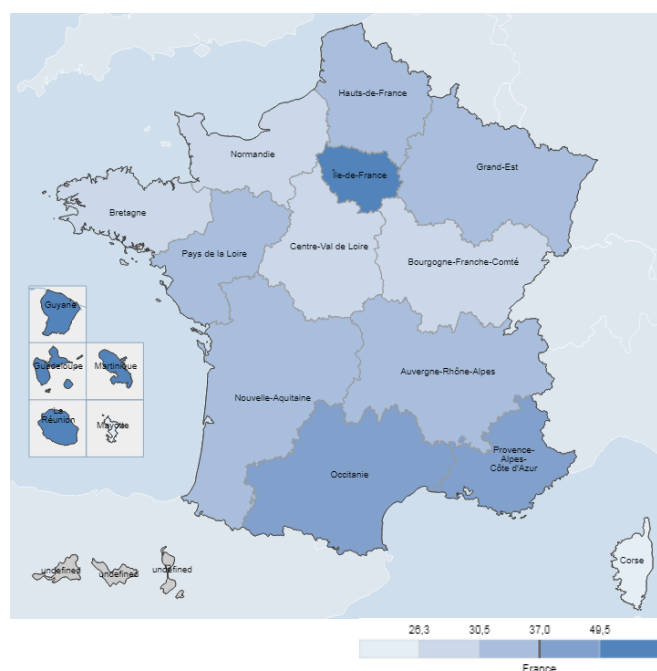 Hauts-de-France
Normandie
Île-de-France
Grand-Est
Bretagne
Pays de la Loire
Centre-Val de Loire
Bourgogne-Franche-Comté
Guyane
Guadeloupe
Martinique
La
Réunion
Mayotte
Nouvelle-Aquitaine
Auvergne-Rhône-Alpes
Provence-
Alpes-
Côte d'Azur
Occitanie
Corse
undefined
undefined
undefined
26,3 30,5 37,0 49,5
France